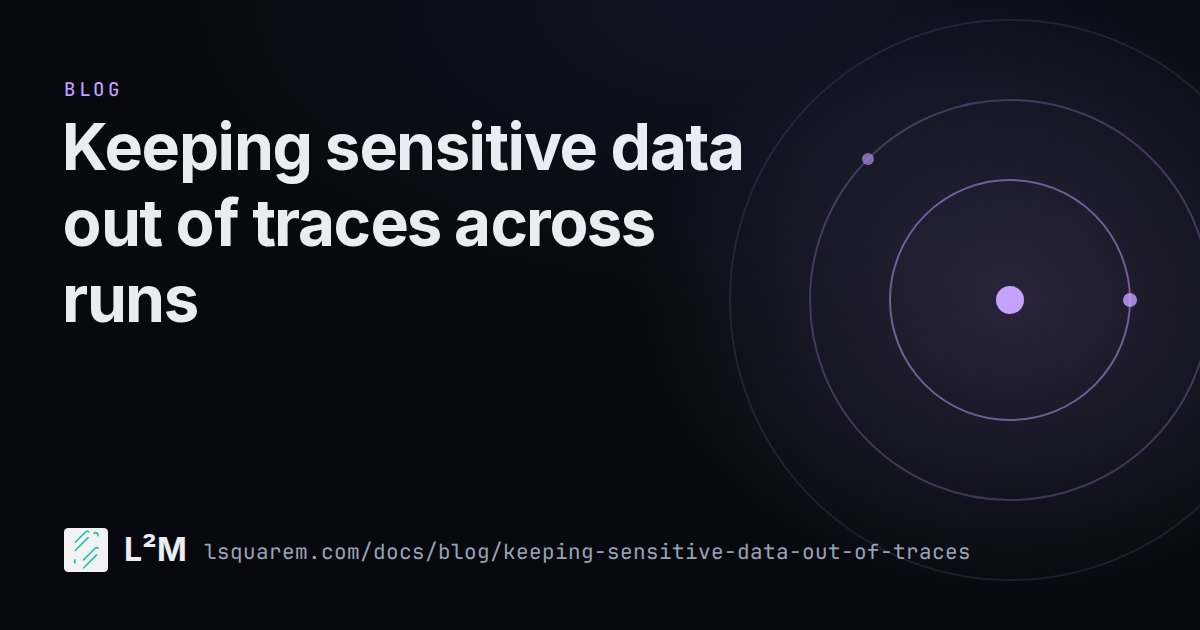 BLOG
Keeping sensitive data
out of traces across
runs
L²M lsquarem.com/docs/blog/keeping-sensitive-data-out-of-traces